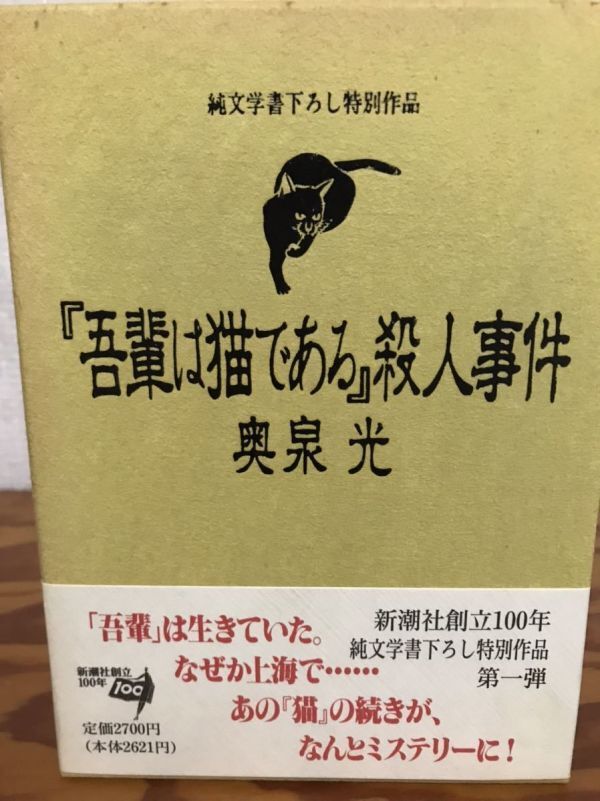 純文学書下ろし特別作品
『吾輩は猫である』殺人事件
奥泉 光
「吾輩」は生きていた。
なぜか上海で……
あの『猫』の続きが、
なんとミステリーに！
新潮社創立100年
純文学書下ろし特別作品
第一弾
新潮社創立
100年
100
定価2700円
（本体2621円）